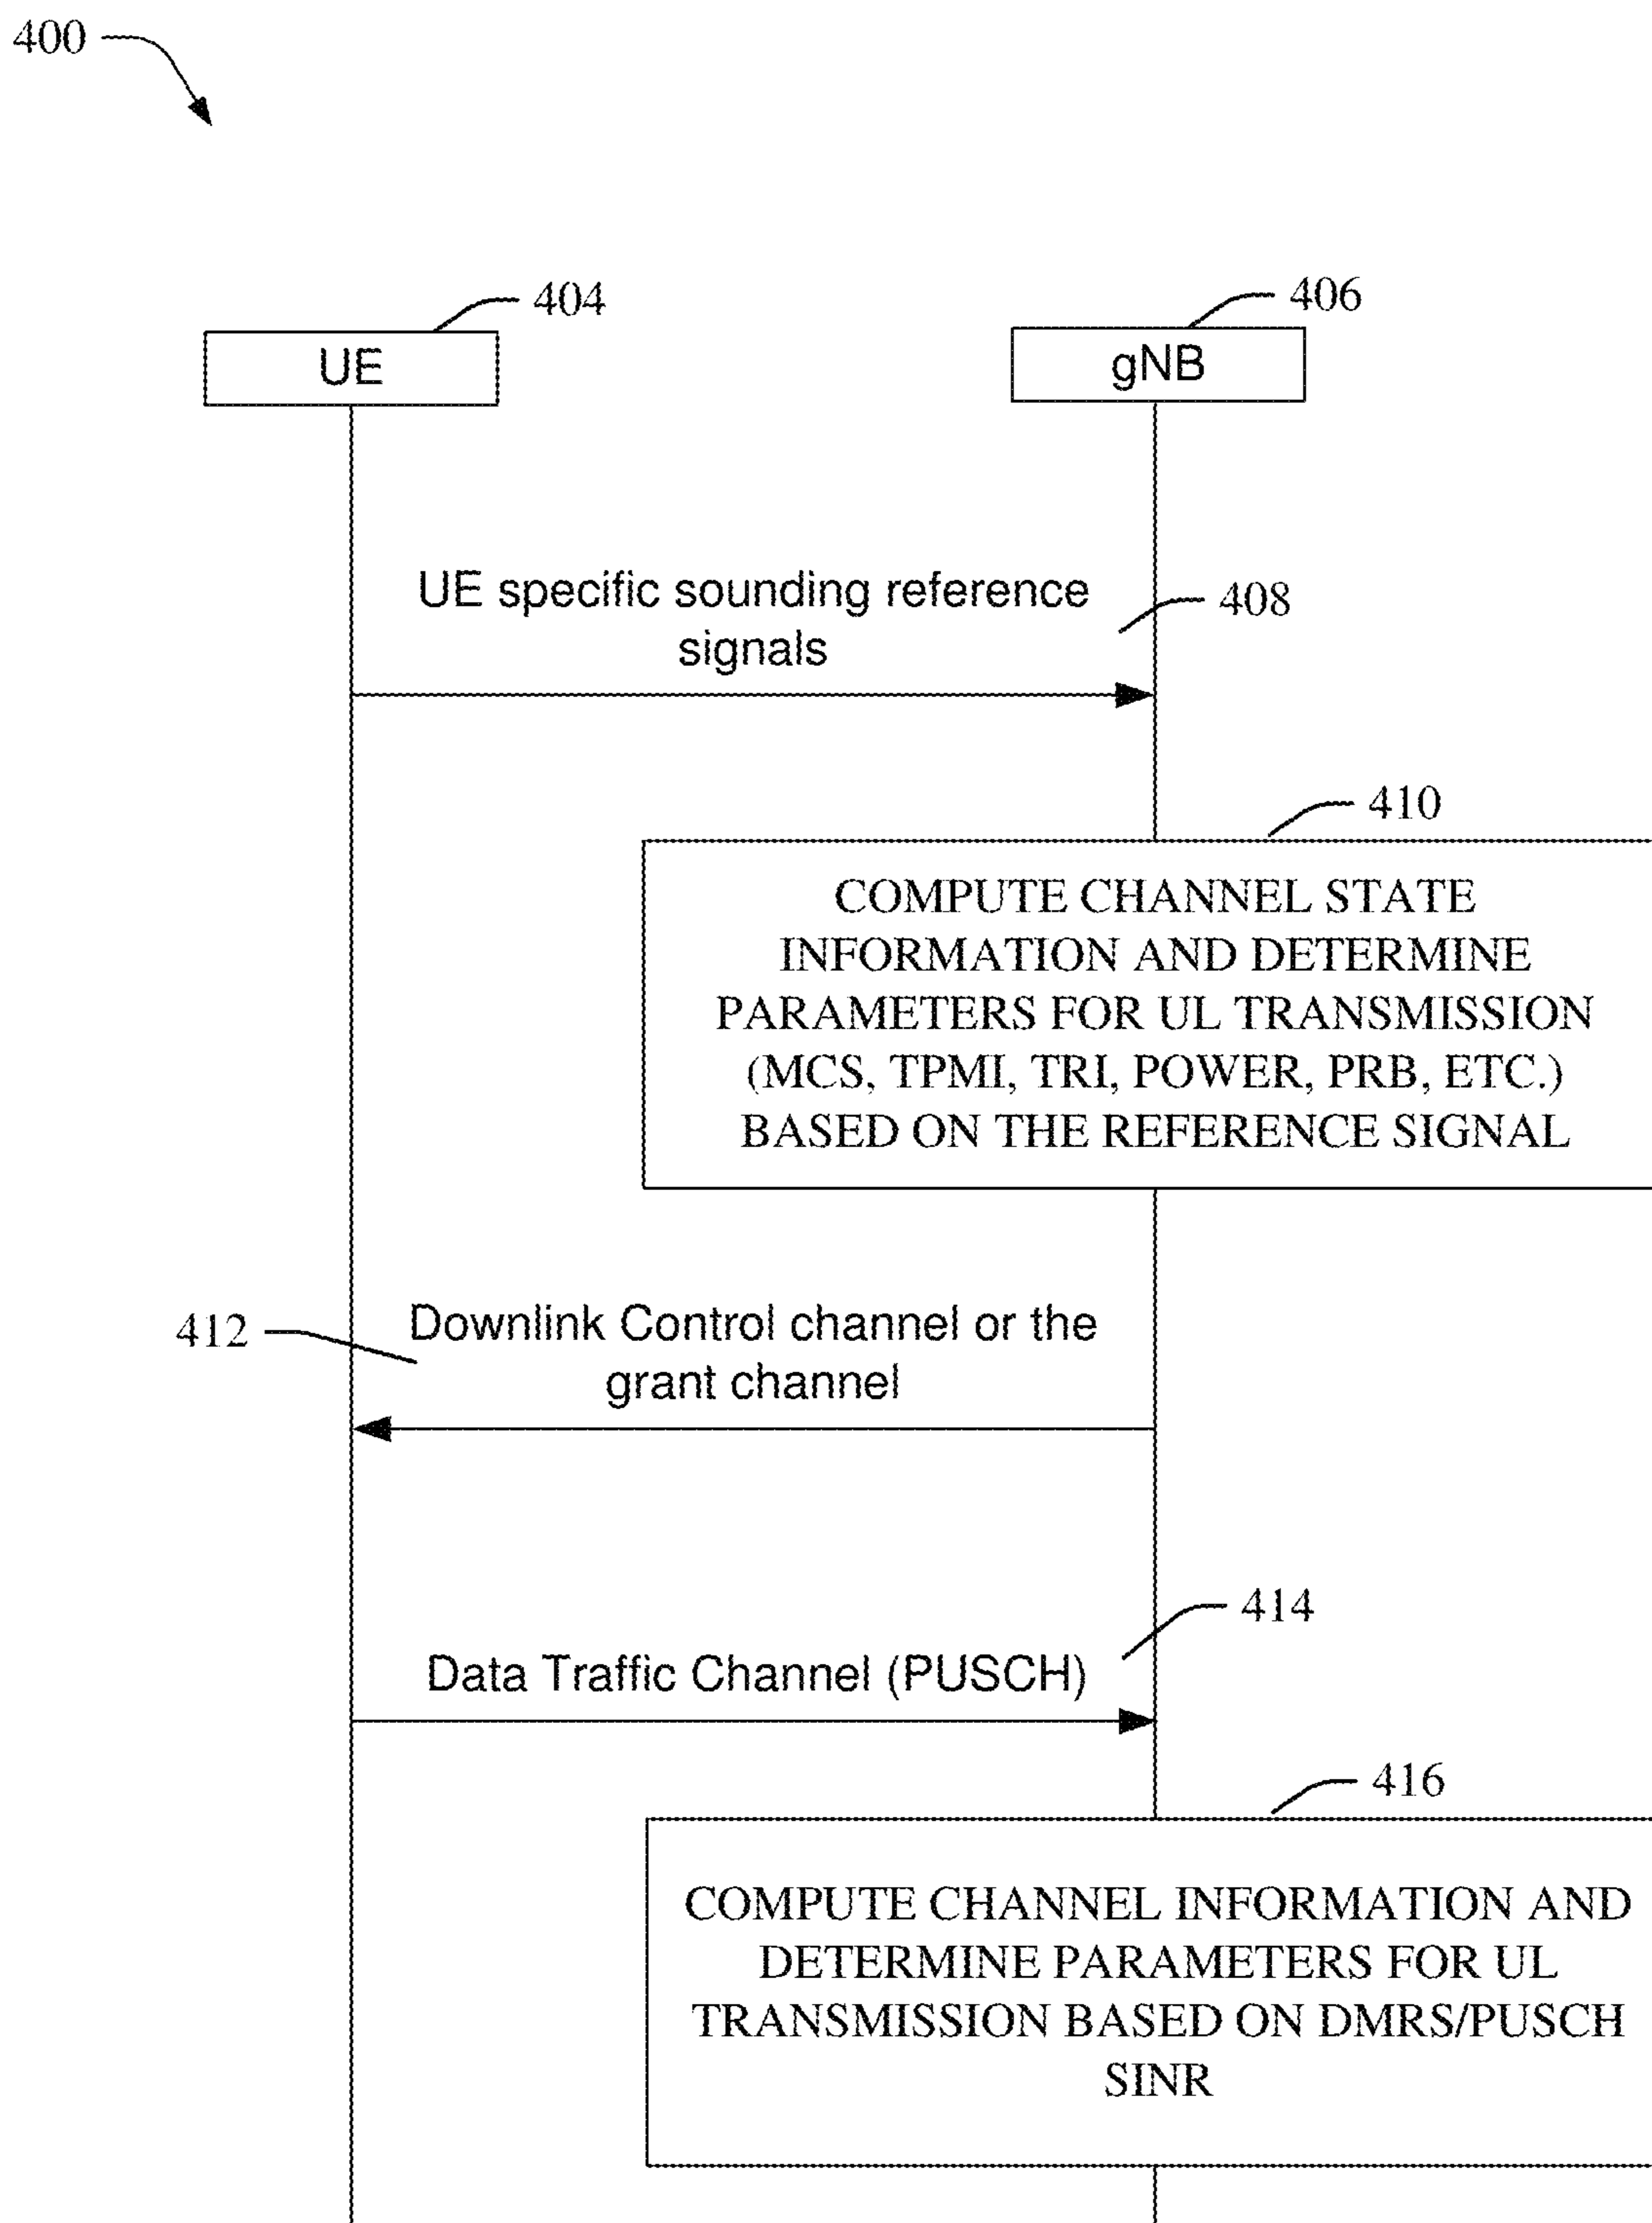 400
404
406
UE
gNB
UE specific sounding reference
signals
408
410
COMPUTE CHANNEL STATE
INFORMATION AND DETERMINE
PARAMETERS FOR UL TRANSMISSION
(MCS, TPMI, TRI, POWER, PRB, ETC.)
BASED ON THE REFERENCE SIGNAL
412
Downlink Control channel or the
grant channel
414
Data Traffic Channel (PUSCH)
416
COMPUTE CHANNEL INFORMATION AND
DETERMINE PARAMETERS FOR UL
TRANSMISSION BASED ON DMRS/PUSCH
SINR